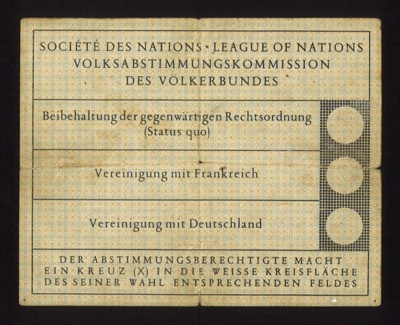 SOCIÉTÉ DES NATIONS • LEAGUE OF NATIONS
VOLKSABSTIMMUNGSKOMMISSION
DES VÖLKERBUNDES
Beibehaltung der gegenwärtigen Rechtsordnung
(Status quo)
Vereinigung mit Frankreich
Vereinigung mit Deutschland
DER ABSTIMMUNGSBERECHTIGTE MACHT
EIN KREUZ (X) IN DIE WEISSE KREISFLÄCHE
DES SEINER WAHL ENTSPRECHENDEN FELDES